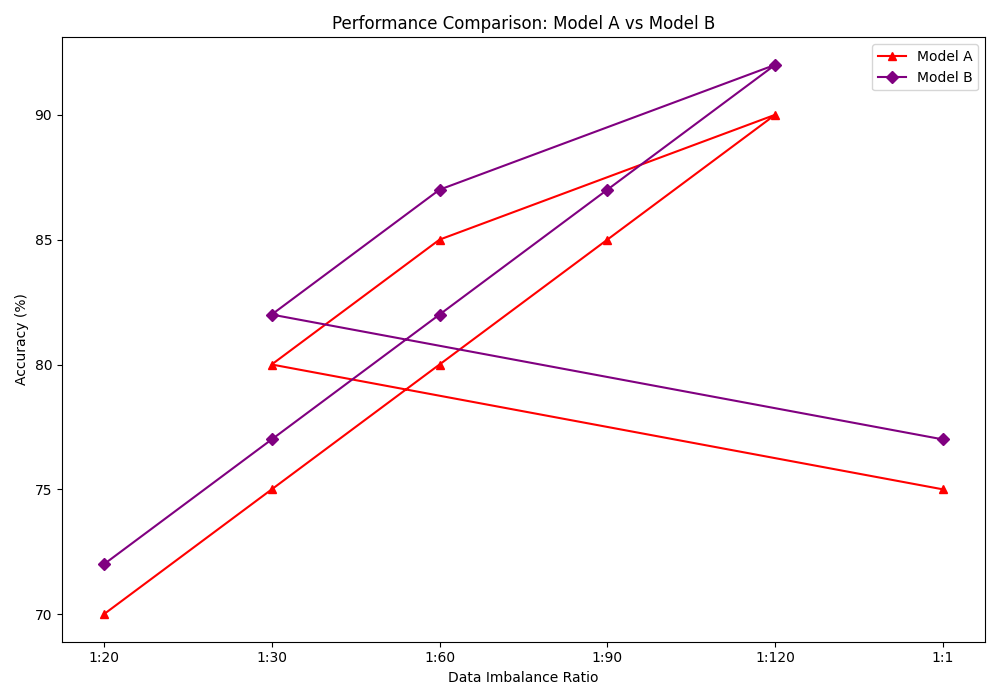 Performance Comparison: Model A vs Model B
Model A
Model B
Accuracy (%)
90
85
80
75
70
1:20 1:30 1:60 1:90 1:120 1:1
Data Imbalance Ratio